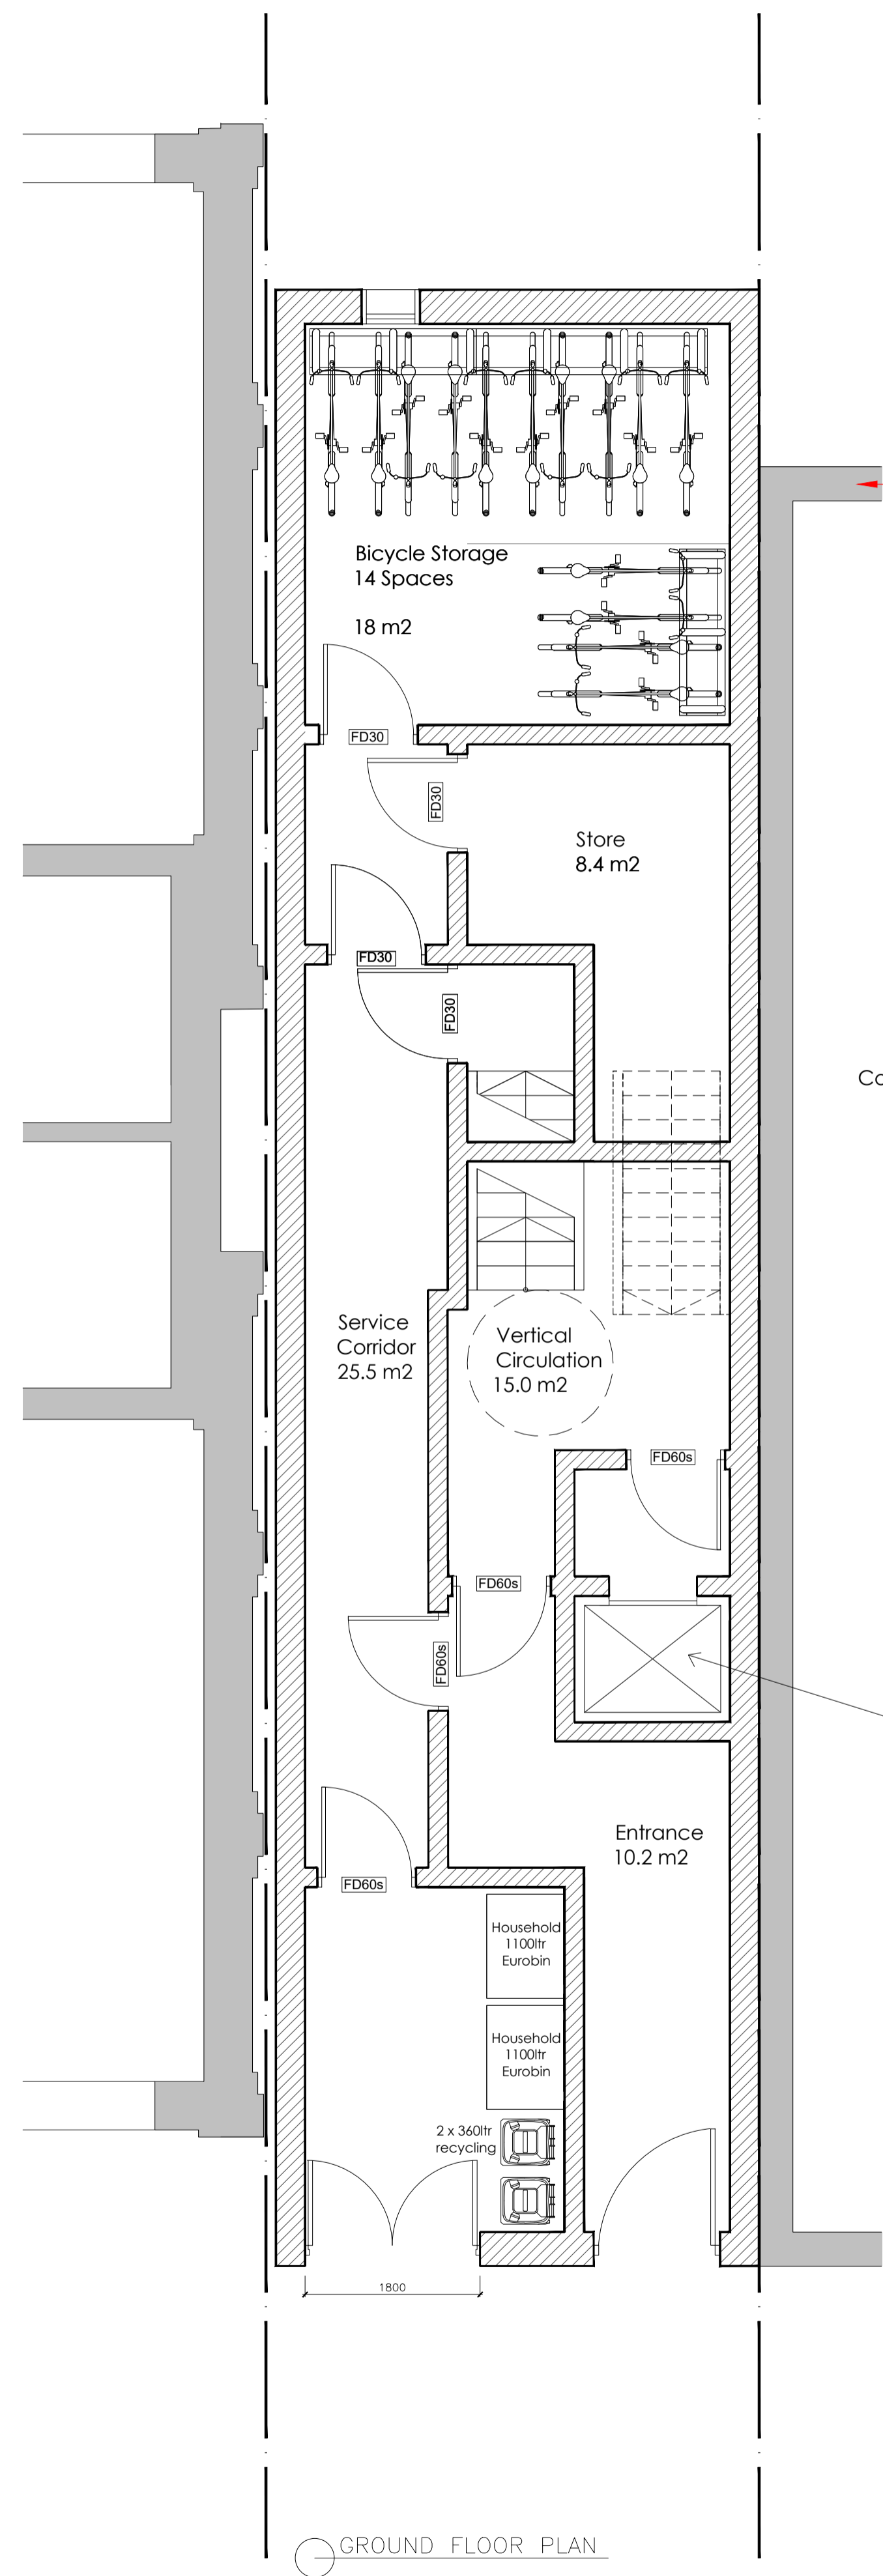 Bicycle Storage
14 Spaces
18 m2
FD30
FD30
Store
8.4 m2
FD30
FD30
Service
Corridor
25.5 m2
Vertical
Circulation
15.0 m2
FD60s
FD60s
FD60s
Entrance
10.2 m2
FD60s
Household
1100ltr
Eurobin
Household
1100ltr
Eurobin
2 x 360ltr
recycling
1800
GROUND FLOOR PLAN